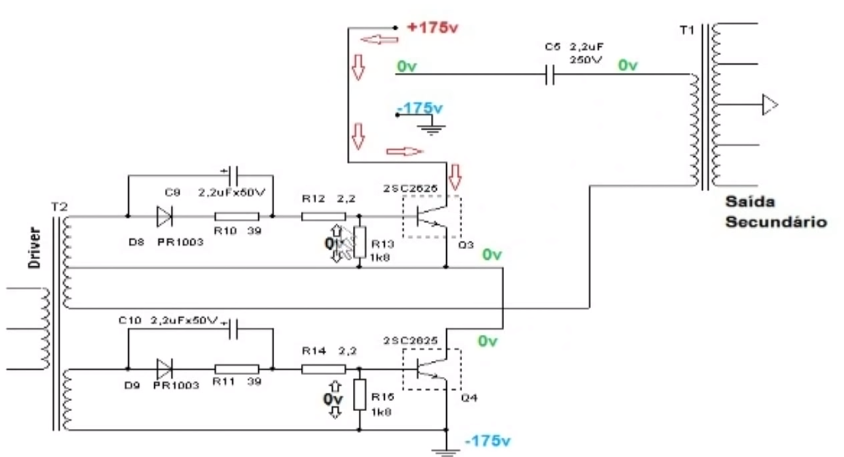 +175v
T1
C6 2,2uF
250V
0v
0v
-175v
C9 2,2uFx50V
R12 2,2
2SC2625
T2
Driver
D8 PR1003
R10 39
R13
1k8
0v
Q3
0v
Saída
Secundário
C10 2,2uFx50V
R14 2,2
2SC2625
0v
D9 PR1003
R11 39
R15
1k8
0v
Q4
-175v